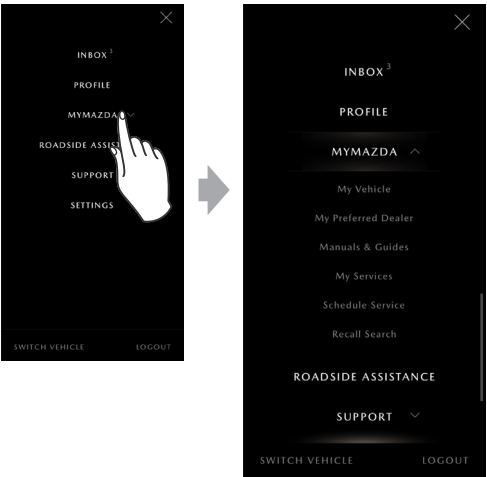 INBOX 3
PROFILE
MYMAZDA
ROADSIDE ASSIST
SUPPORT
SETTINGS
SWITCH VEHICLE LOGOUT
INBOX 3
PROFILE
MYMAZDA
My Vehicle
My Preferred Dealer
Manuals & Guides
My Services
Schedule Service
Recall Search
ROADSIDE ASSISTANCE
SUPPORT
SWITCH VEHICLE LOGOUT